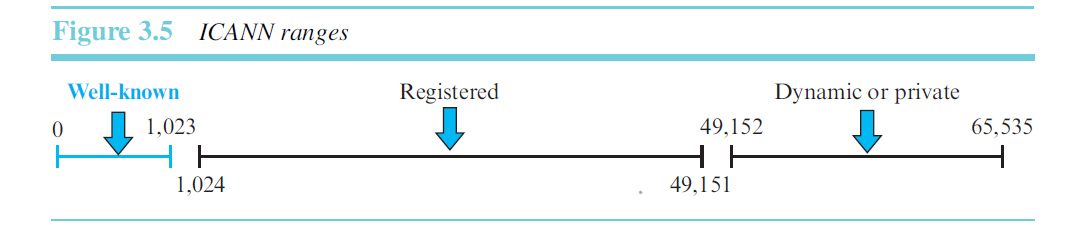 Figure 3.5 ICANN ranges
Well-known Registered Dynamic or private
0 1,023 49,152 65,535
1,024 49,151